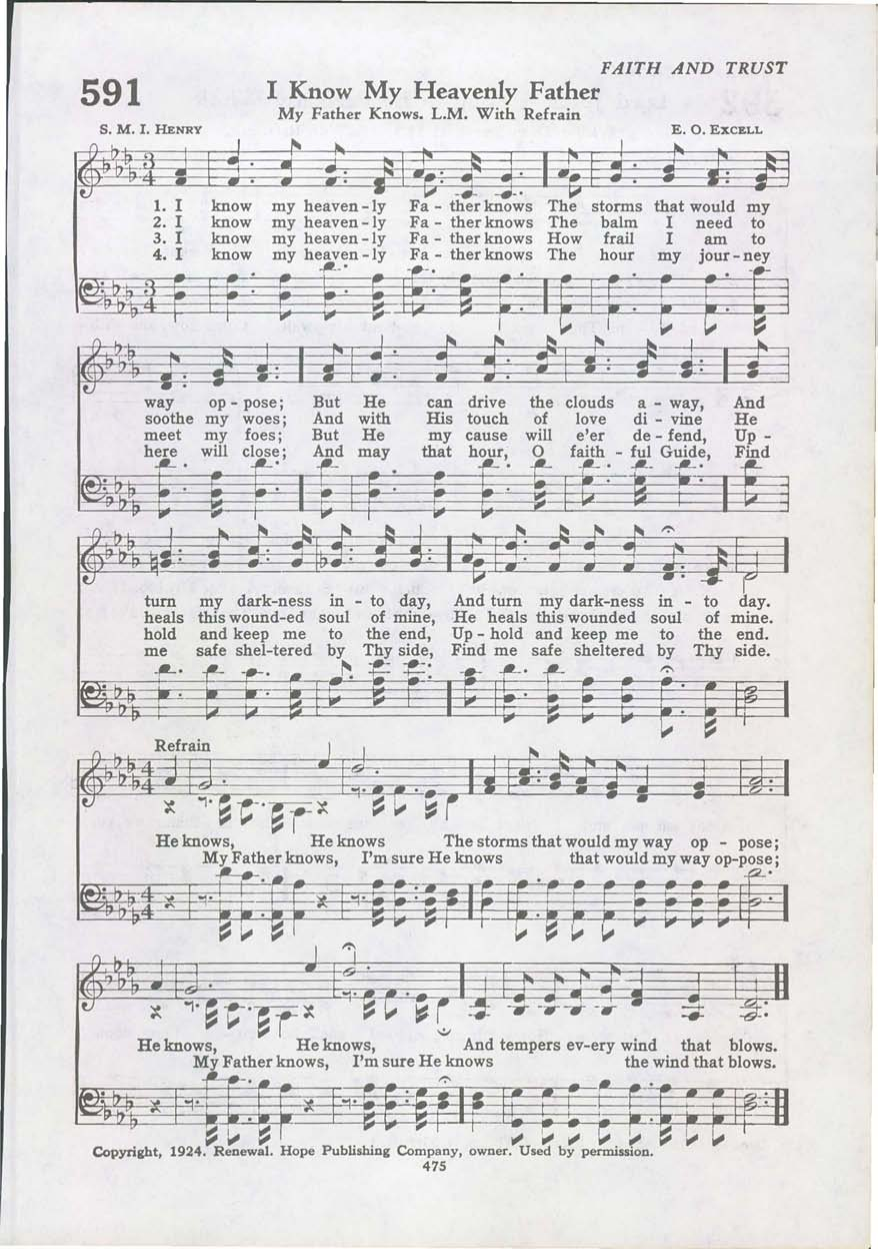 FAITH AND TRUST
591
I Know My Heavenly Father
My Father Knows. L.M. With Refrain
S. M. I. HENRY
E. O. EXCELL
1. I know my heaven-ly Fa - ther knows The storms that would my
2. I know my heaven-ly Fa - ther knows The balm I need to
3. I know my heaven-ly Fa - ther knows How frail I am to
4. I know my heaven-ly Fa - ther knows The hour my jour-ney
way op - pose; But He can drive the clouds a - way, And
soothe my woes; And with His touch of love di - vine He
meet my foes; But He my cause will e'er de - fend, Up -
here will close; And may that hour, O faith - ful Guide, Find
turn my dark-ness in - to day, And turn my dark-ness in - to day.
heals this wound-ed soul of mine, He heals this wounded soul of mine.
hold and keep me to the end, Up - hold and keep me to the end.
me safe shel-tered by Thy side, Find me safe sheltered by Thy side.
Refrain
He knows, He knows The storms that would my way op - pose;
My Father knows, I'm sure He knows that would my way op-pose;
He knows, He knows, And tempers ev-ery wind that blows.
My Father knows, I'm sure He knows the wind that blows.
Copyright, 1924. Renewal. Hope Publishing Company, owner. Used by permission.
475